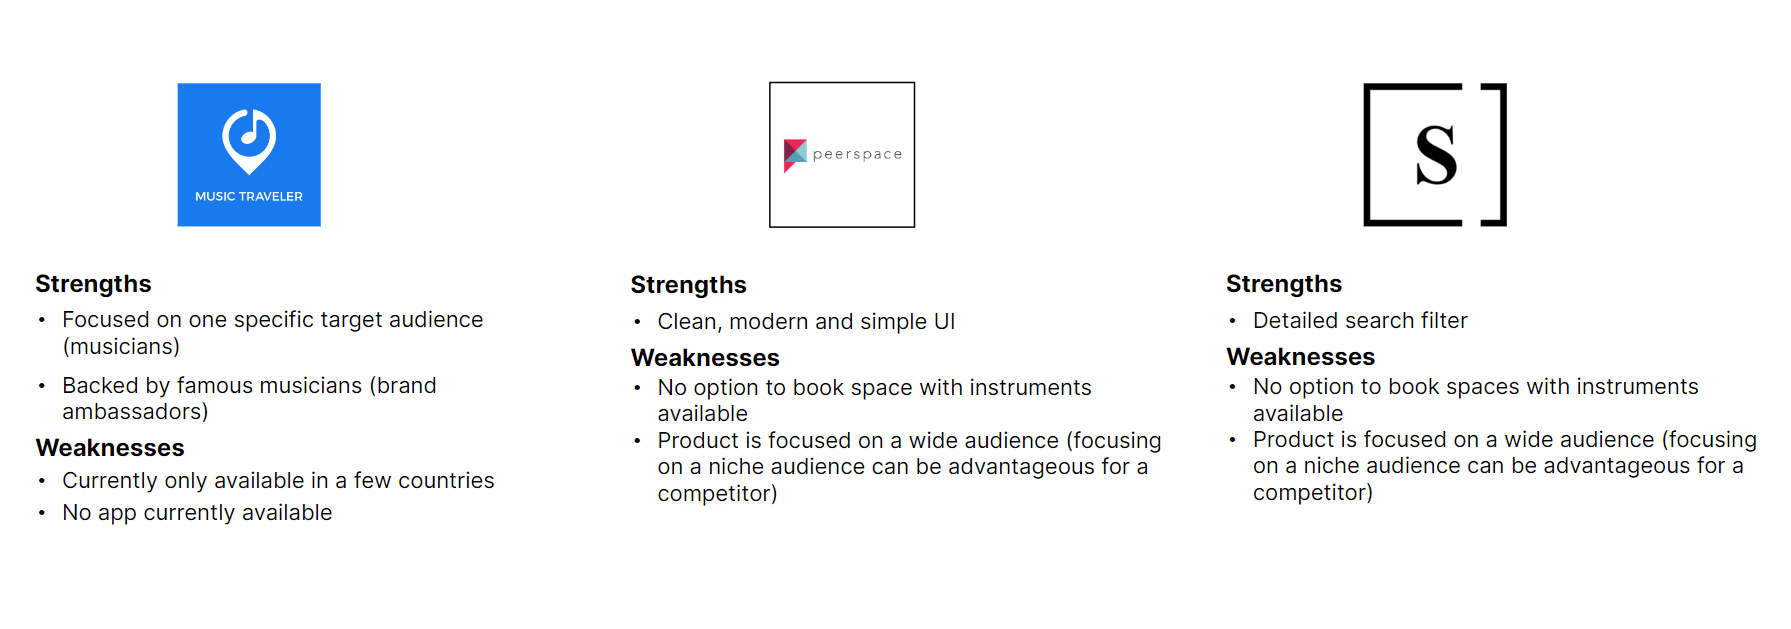 MUSIC TRAVELER
Strengths
• Focused on one specific target audience
(musicians)
• Backed by famous musicians (brand
ambassadors)
Weaknesses
• Currently only available in a few countries
• No app currently available
peerspace
Strengths
• Clean, modern and simple UI
Weaknesses
• No option to book space with instruments
available
• Product is focused on a wide audience (focusing
on a niche audience can be advantageous for a
competitor)
S
Strengths
• Detailed search filter
Weaknesses
• No option to book spaces with instruments
available
• Product is focused on a wide audience (focusing
on a niche audience can be advantageous for a
competitor)